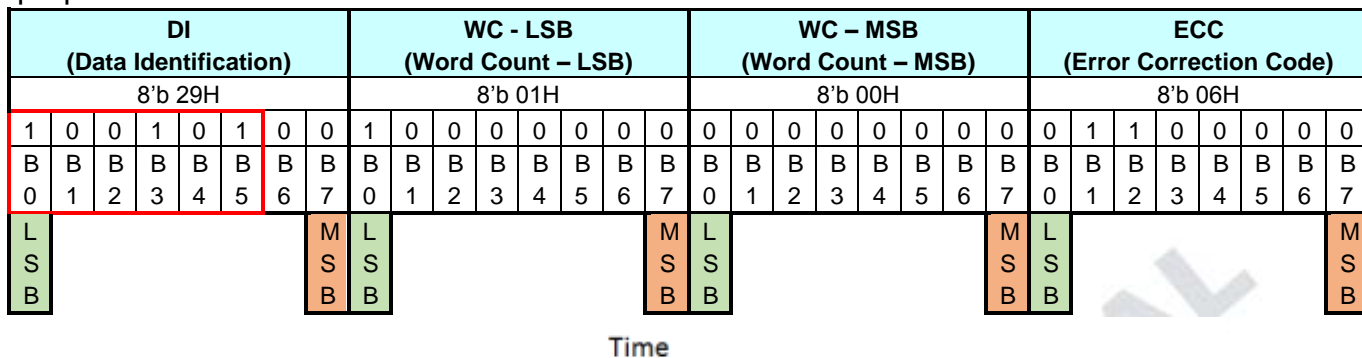 DI WC - LSB WC – MSB ECC
(Data Identification) (Word Count – LSB) (Word Count – MSB) (Error Correction Code)
8’b 29H 8’b 01H 8’b 00H 8’b 06H
1 0 0 1 0 1 0 0 1 0 0 0 0 0 0 0 0 0 0 0 0 0 0 0 0 1 1 0 0 0 0 0
B B B B B B B B B B B B B B B B B B B B B B B B B B B B B B B B
0 1 2 3 4 5 6 7 0 1 2 3 4 5 6 7 0 1 2 3 4 5 6 7 0 1 2 3 4 5 6 7
L M L M L M L M
S S S S S S S S
B B B B B B B B
Time